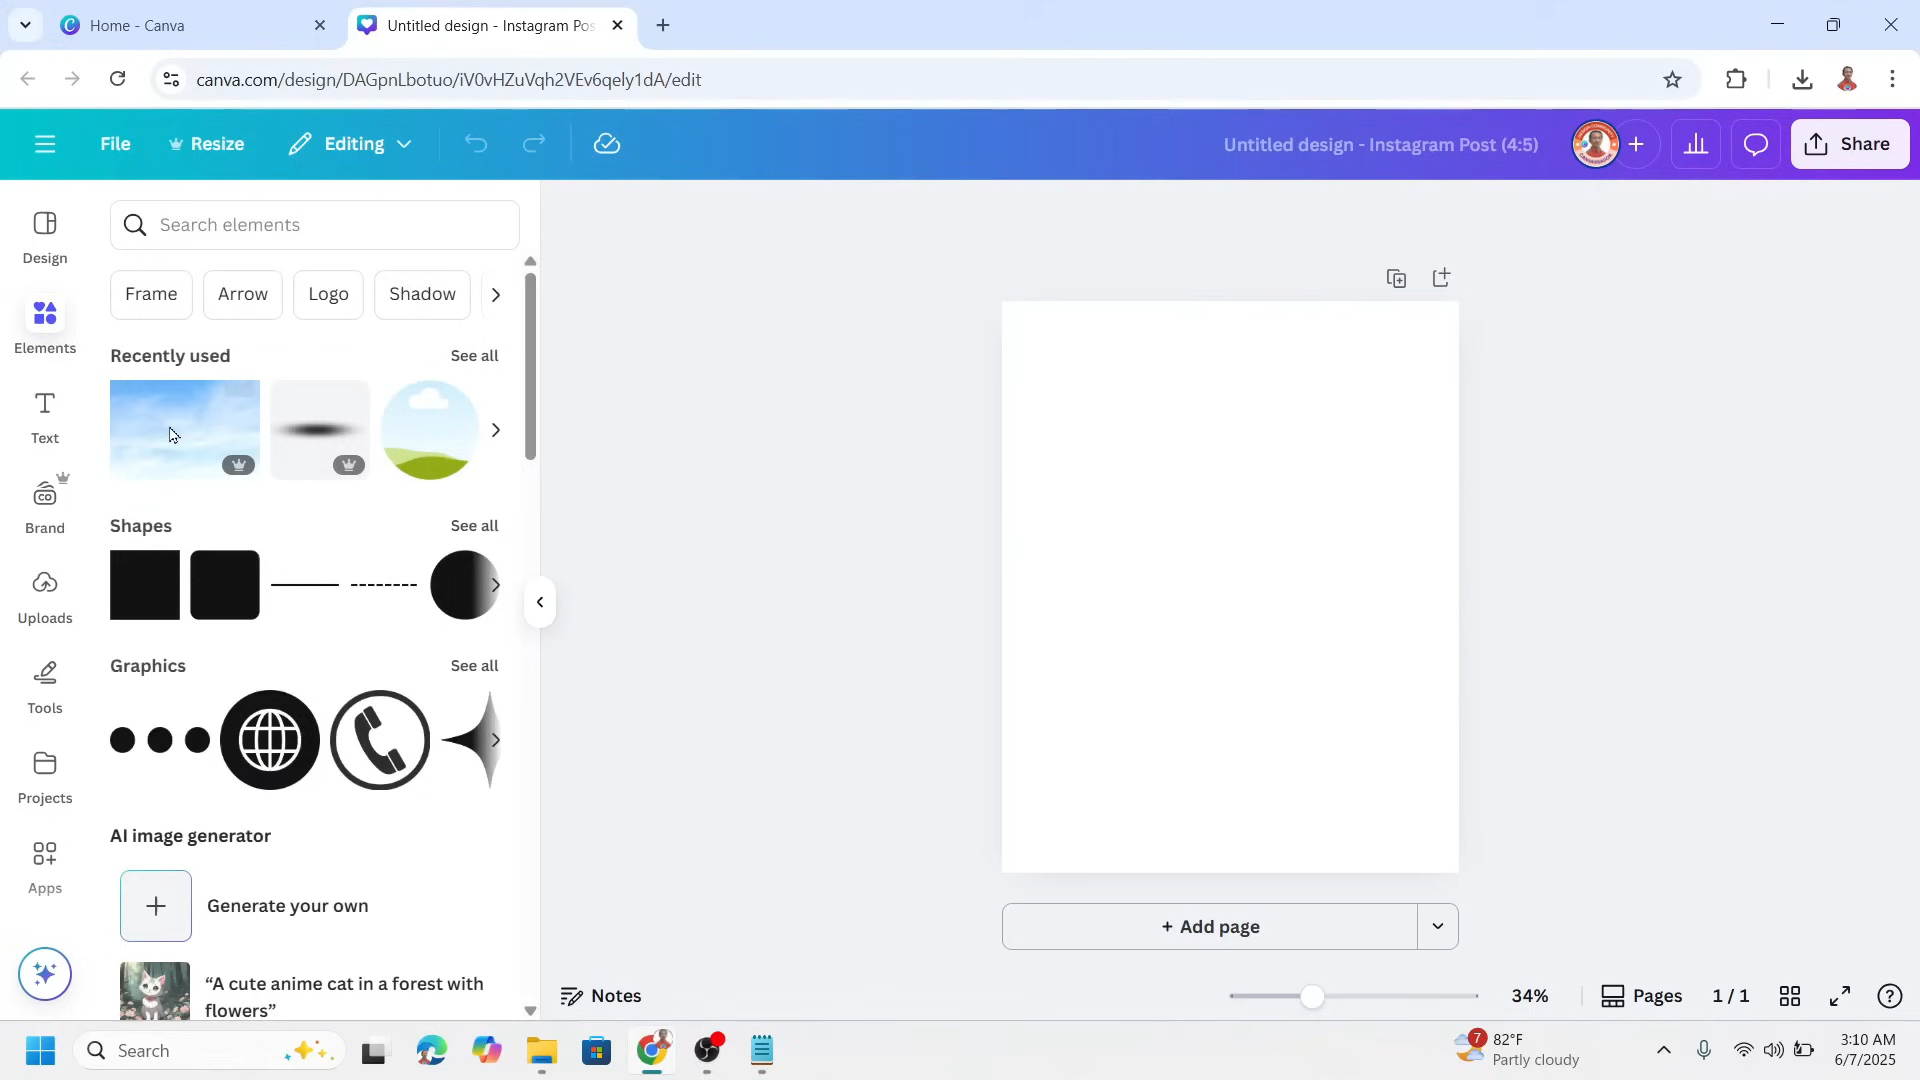 Home - Canva
Untitled design - Instagram Pos
canva.com/design/DAGpnLbotuo/iV0vHZuVqh2VEv6qely1dA/edit
File
Resize
Editing
Untitled design - Instagram Post (4:5)
Share
Design
Elements
Text
Brand
Uploads
Tools
Projects
Apps
Search elements
Frame
Arrow
Logo
Shadow
Recently used
See all
Shapes
See all
Graphics
See all
AI image generator
Generate your own
“A cute anime cat in a forest with
flowers”
+ Add page
Notes
34%
Pages
1 / 1
Search
7
82°F
Partly cloudy
3:10 AM
6/7/2025